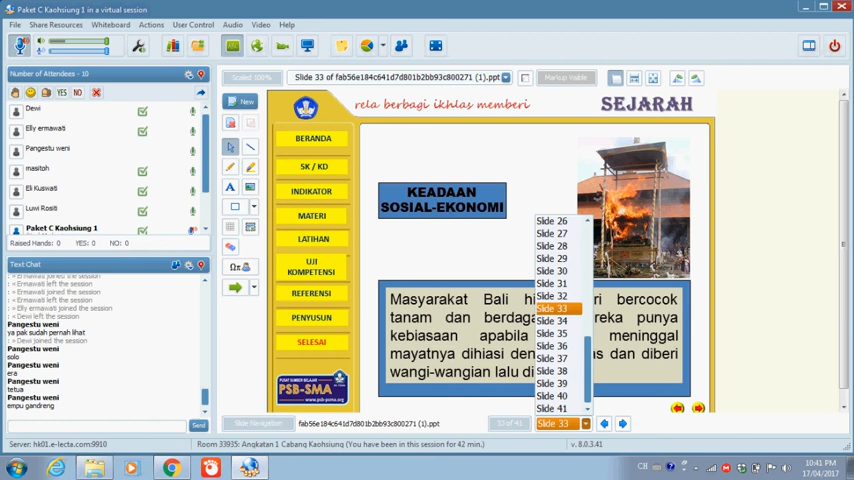 Paket C Kaohsiung 1 in a virtual session
File Share Resources Whiteboard Actions User Control Audio Video Help
Number of Attendees - 10
Dewi
Elly ermawati
Pangestu weni
masitoh
Eli Kuswati
Luwi Rositi
Paket C Kaohsiung 1
Raised Hands: 0 YES: 0 NO: 0
YES NO
Text Chat
: » Ermawati joined the session
: » Ermawati left the session
: » Ermawati joined the session
: » Ermawati left the session
: » Elly ermawati joined the session
: » Dewi left the session
Pangestu weni
ya pak sudah pernah lihat
: » Dewi joined the session
Pangestu weni
solo
Pangestu weni
era
Pangestu weni
tetua
Pangestu weni
empu gandreng
Send
Scaled 100%
Slide 33 of fab56e184c641d7d801b2bb93c800271 (1).ppt
Markup Visible
New
rela berbagi ikhlas memberi
SEJARAH
BERANDA
SK / KD
INDIKATOR
MATERI
LATIHAN
UJI
KOMPETENSI
REFERENSI
PENYUSUN
SELESAI
PUSAT SUMBER BELAJAR
PSB-SMA
www.psb-psma.org
KEADAAN
SOSIAL-EKONOMI
Masyarakat Bali bercocok
tanam dan punya
kebiasaan apabila meninggal
mayatnya dihiasi dan diberi
wangi-wangian lalu
Slide 26
Slide 27
Slide 28
Slide 29
Slide 30
Slide 31
Slide 32
Slide 33
Slide 34
Slide 35
Slide 36
Slide 37
Slide 38
Slide 39
Slide 40
Slide 41
Slide Navigation
fab56e184c641d7d801b2bb93c800271 (1).ppt
33 of 41
Slide 33
Server: hk01.e-lecta.com:9910
Room 33935: Angkatan 1 Cabang Kaohsiung (You have been in this session for 42 min.)
v. 8.0.3.41
CH
10:41 PM
17/04/2017